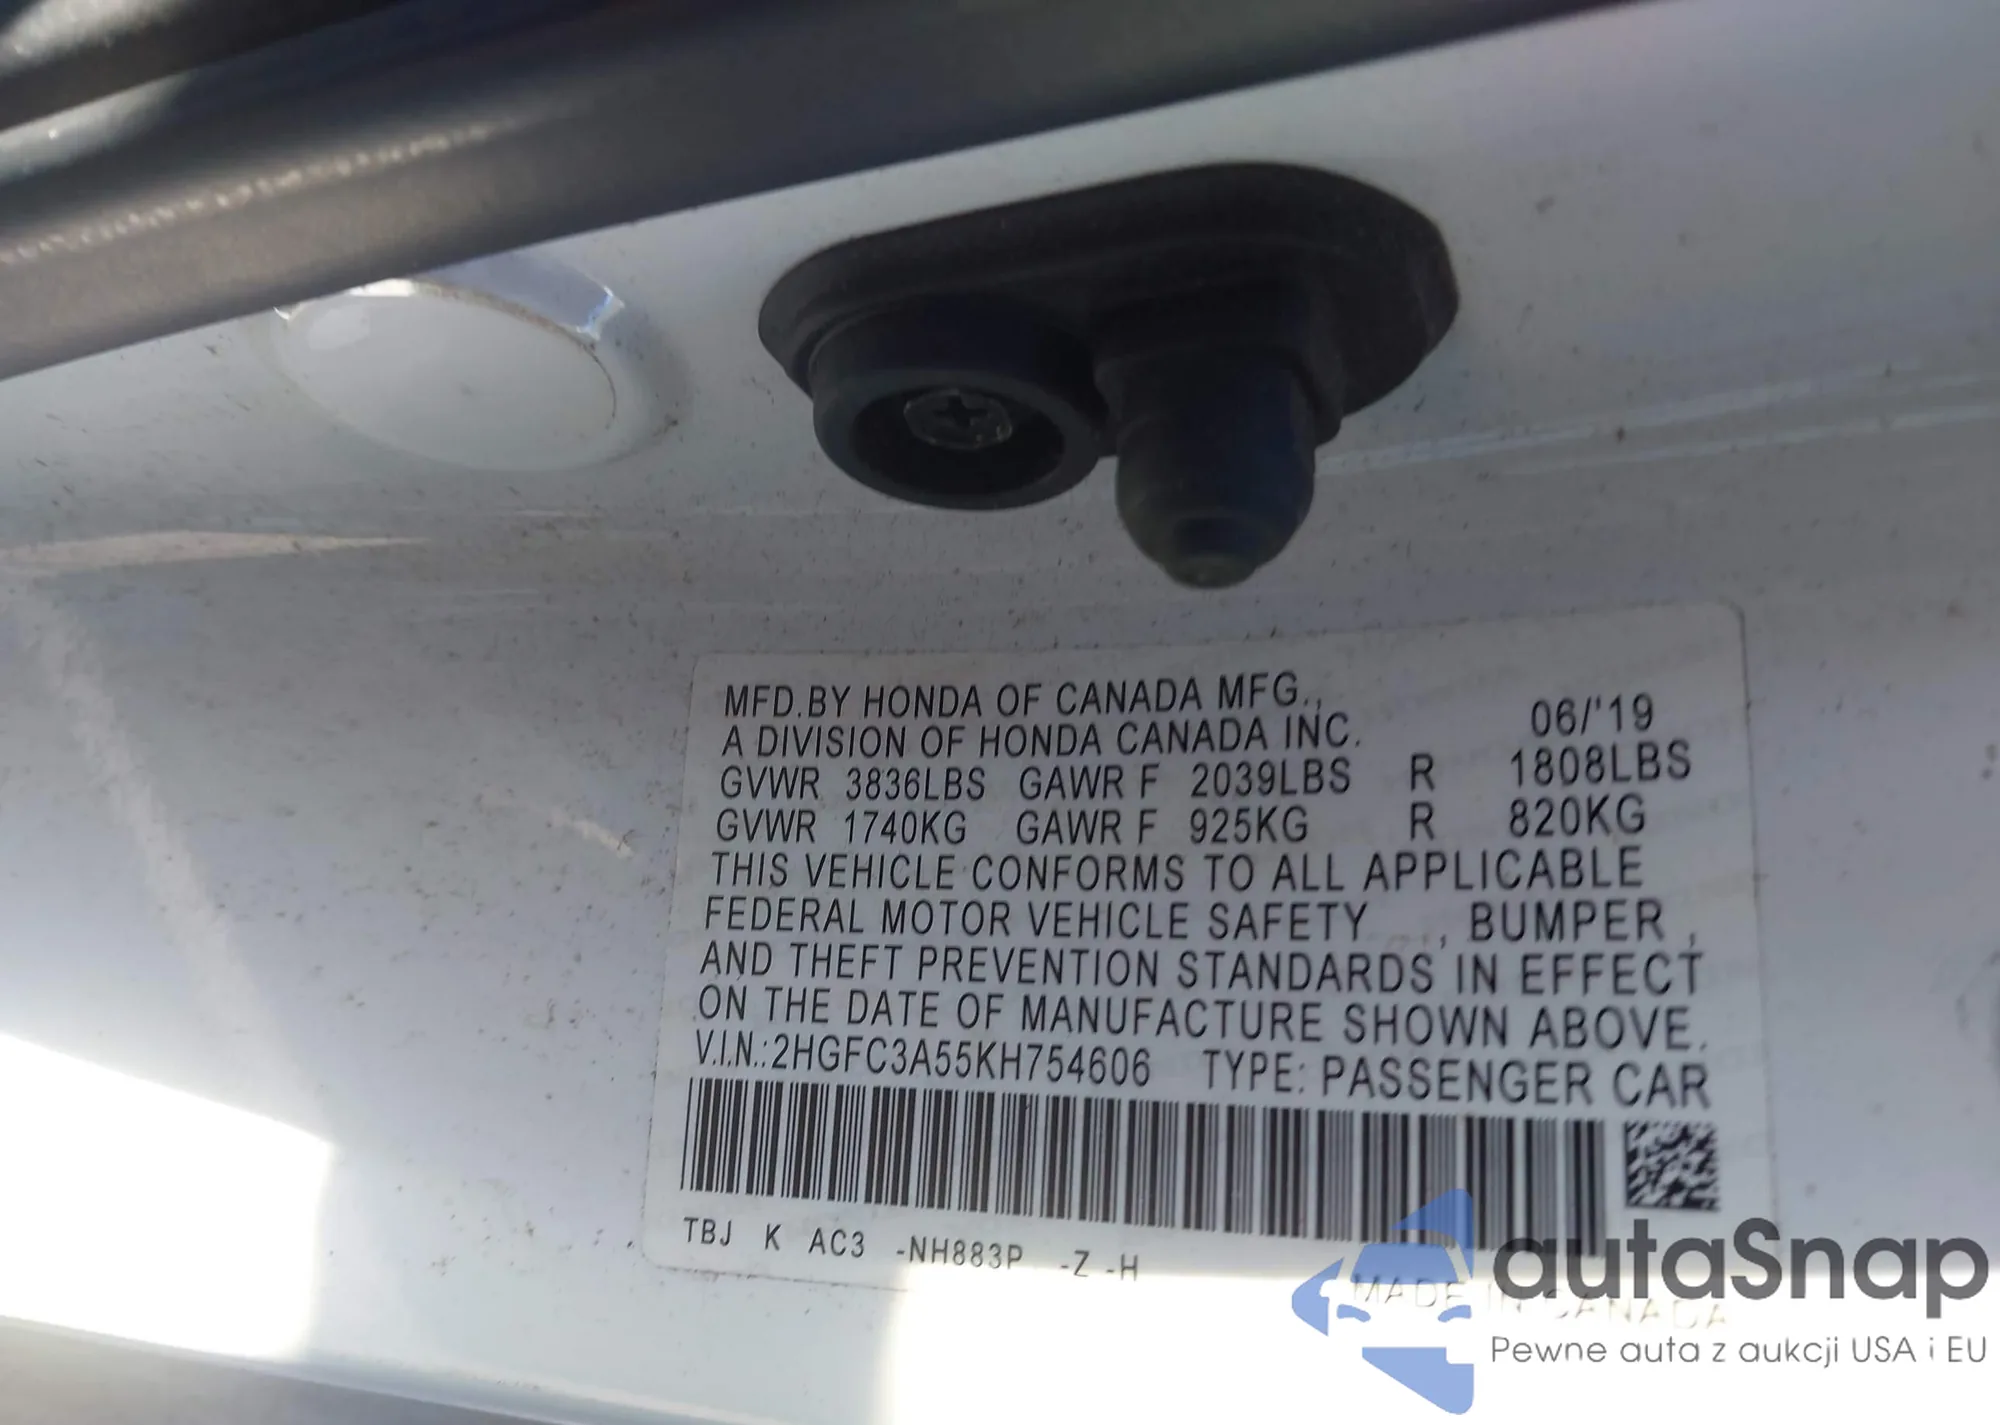 MFD.BY HONDA OF CANADA MFG.,
A DIVISION OF HONDA CANADA INC. 06/'19
GVWR 3836LBS GAWR F 2039LBS R 1808LBS
GVWR 1740KG GAWR F 925KG R 820KG
THIS VEHICLE CONFORMS TO ALL APPLICABLE
FEDERAL MOTOR VEHICLE SAFETY , BUMPER ,
AND THEFT PREVENTION STANDARDS IN EFFECT
ON THE DATE OF MANUFACTURE SHOWN ABOVE.
V.I.N.:2HGFC3A55KH754606 TYPE: PASSENGER CAR
TBJ K AC3 -NH883P -Z -H
MADE IN CANADA
autaSnap
Pewne auta z aukcji USA i EU